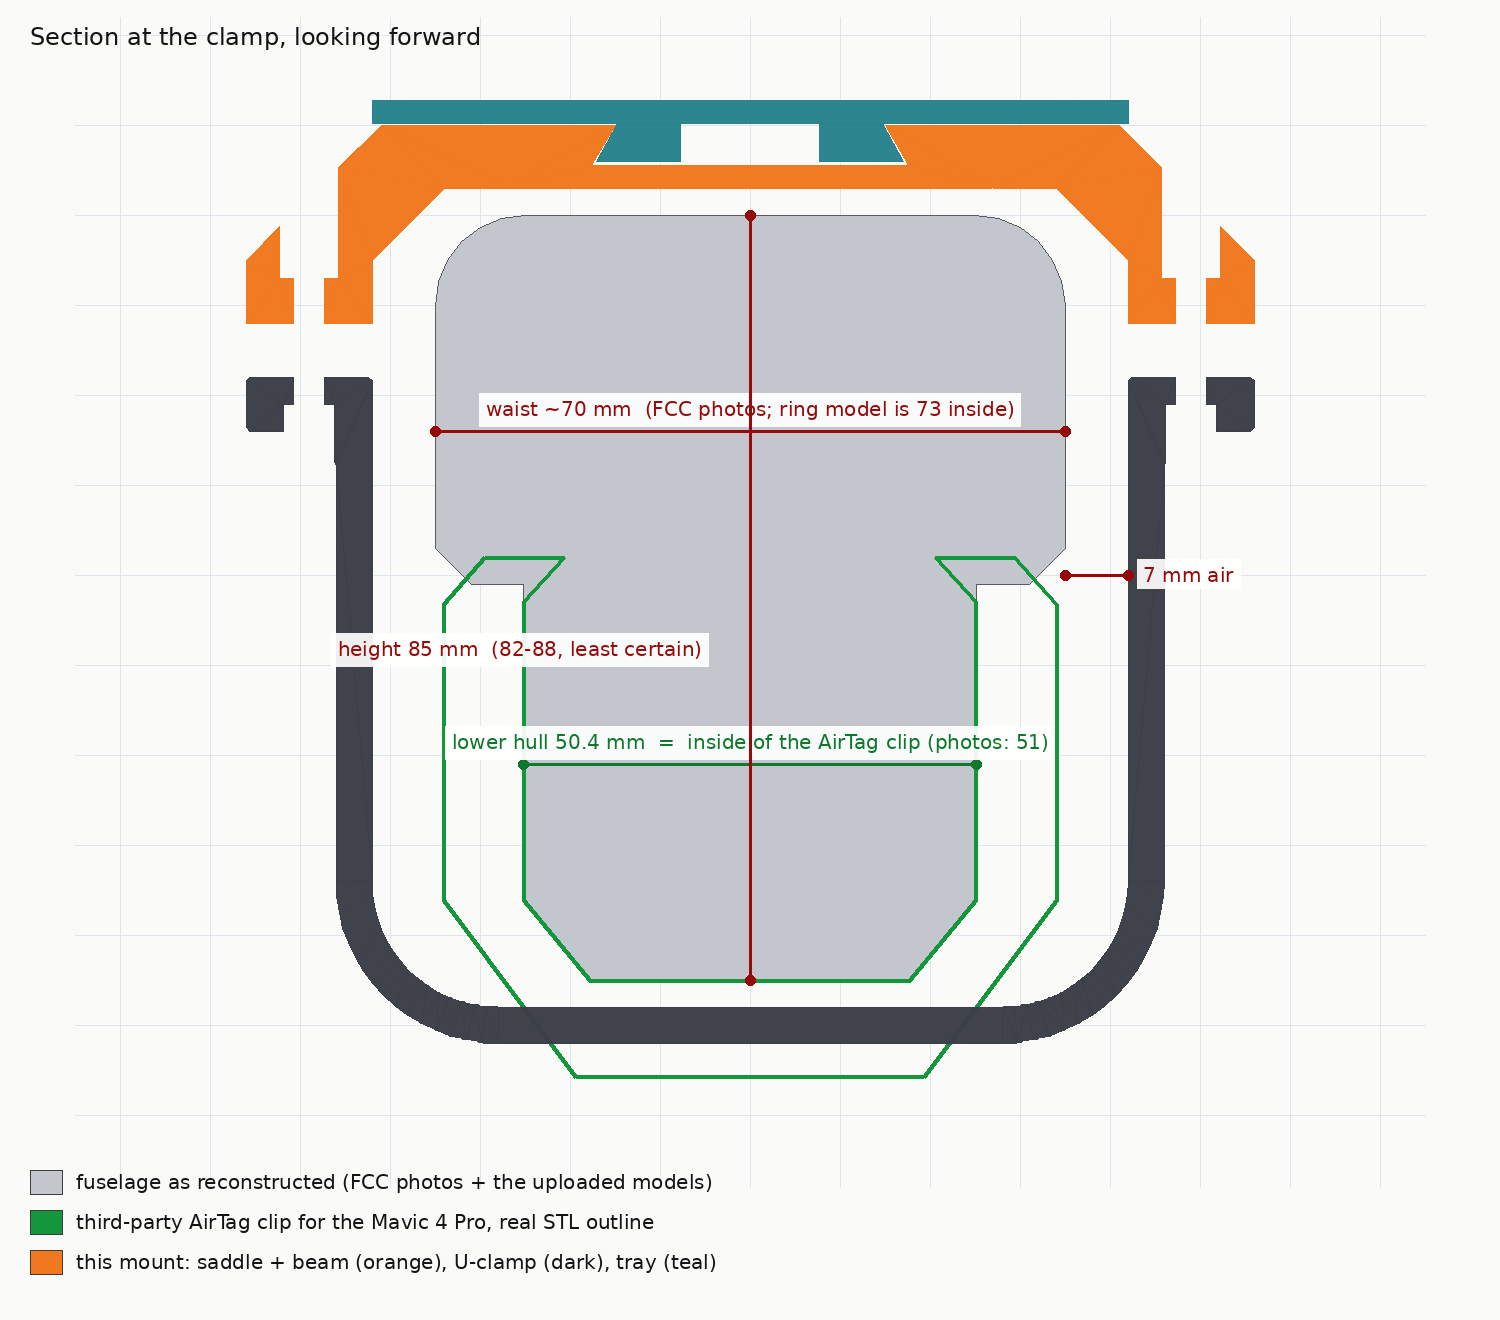 Section at the clamp, looking forward
waist ~70 mm  (FCC photos; ring model is 73 inside)
7 mm air
height 85 mm  (82-88, least certain)
lower hull 50.4 mm  =  inside of the AirTag clip (photos: 51)
fuselage as reconstructed (FCC photos + the uploaded models)
third-party AirTag clip for the Mavic 4 Pro, real STL outline
this mount: saddle + beam (orange), U-clamp (dark), tray (teal)